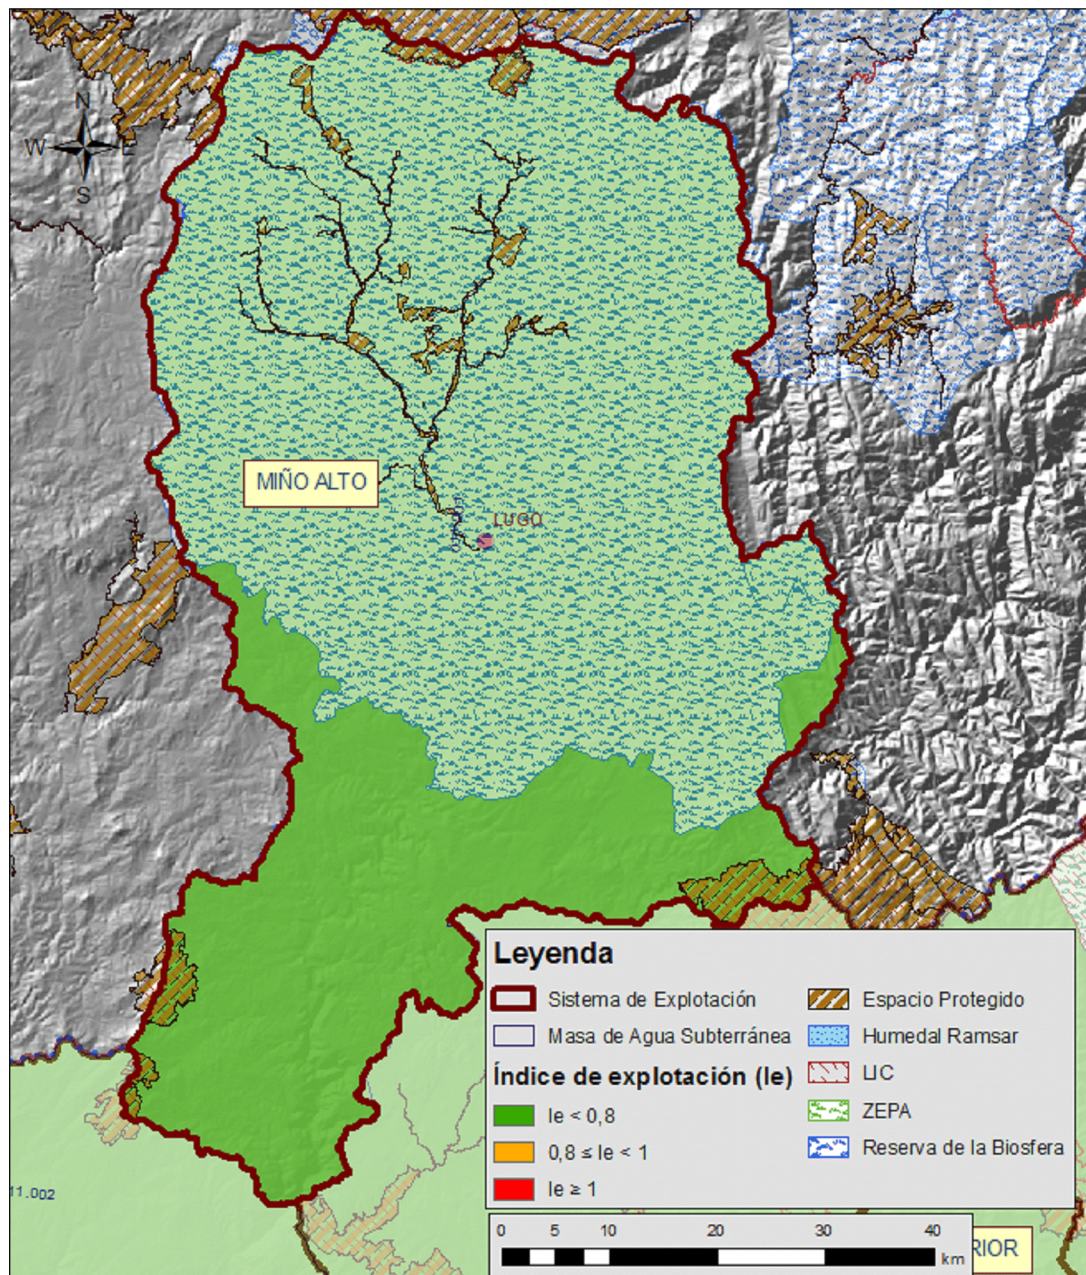 N
W E
S
MIÑO ALTO
LUGO
Leyenda
Sistema de Explotación
Masa de Agua Subterránea
Índice de explotación (Ie)
Ie < 0,8
0,8 ≤ Ie < 1
Ie ≥ 1
Espacio Protegido
Humedal Ramsar
LIC
ZEPA
Reserva de la Biosfera
11.002
0 5 10 20 30 40
km
RIOR